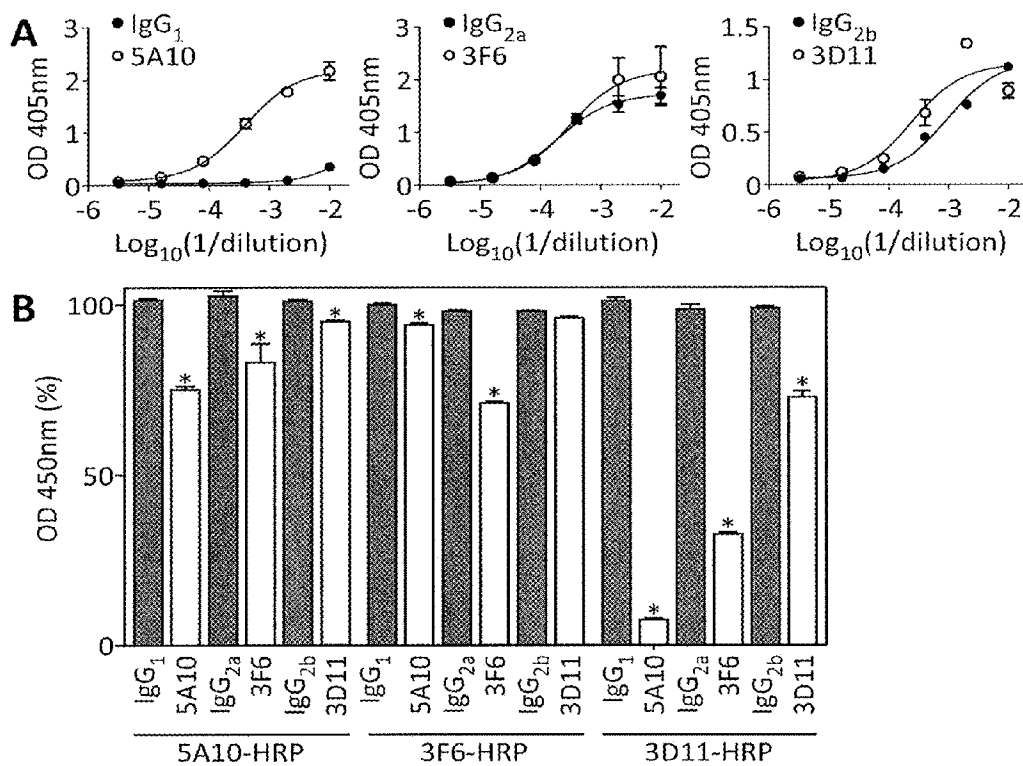 A
IgG1
5A10
OD 405nm
3
2
1
0
-6 -5 -4 -3 -2
Log10(1/dilution)
IgG2a
3F6
OD 405nm
3
2
1
0
-6 -5 -4 -3 -2
Log10(1/dilution)
IgG2b
3D11
OD 405nm
1.5
1
0.5
0
-6 -5 -4 -3 -2
Log10(1/dilution)
B
OD 450nm (%)
100
50
0
* * * * * * * *
IgG1 5A10 IgG2a 3F6 IgG2b 3D11 IgG1 5A10 IgG2a 3F6 IgG2b 3D11 IgG1 5A10 IgG2a 3F6 IgG2b 3D11
5A10-HRP 3F6-HRP 3D11-HRP